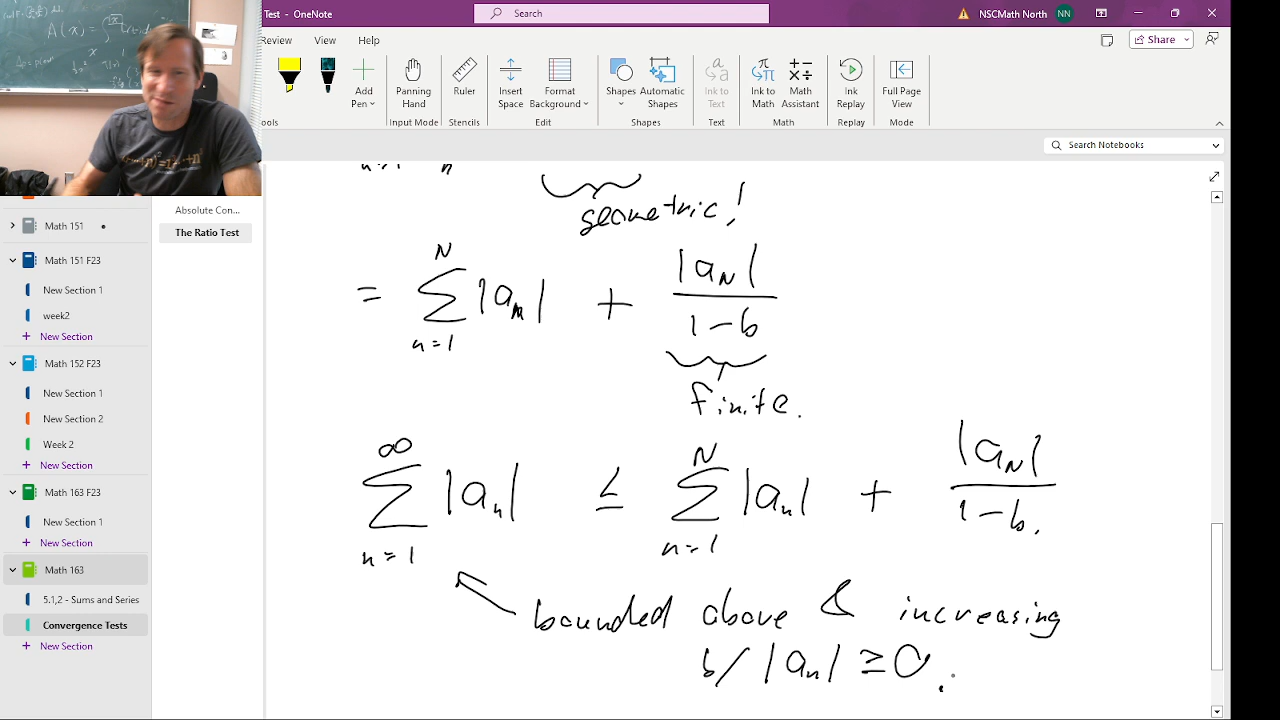 Test - OneNote
Search
NSCMath North NN
Review View Help
Share
Add Pen
Panning Hand
Ruler
Insert Space
Format Background
Shapes
Automatic Shapes
Ink to Text
Ink to Math
Math Assistant
Ink Replay
Full Page View
ools Input Mode Stencils Edit Shapes Text Math Replay Mode
Search Notebooks
A(x) =
Math 151
Math 151 F23
New Section 1
week2
+ New Section
Math 152 F23
New Section 1
New Section 2
Week 2
+ New Section
Math 163 F23
New Section 1
+ New Section
Math 163
5.1,2 - Sums and Series
Convergence Tests
+ New Section
Absolute Con...
The Ratio Test
geometric!
= ∑_{n=1}^{N} |a_n| + |a_N| / (1-b)
finite.
∑_{n=1}^{∞} |a_n| ≤ ∑_{n=1}^{N} |a_n| + |a_N| / (1-b).
bounded above & increasing
b/ |a_n| ≥ 0.